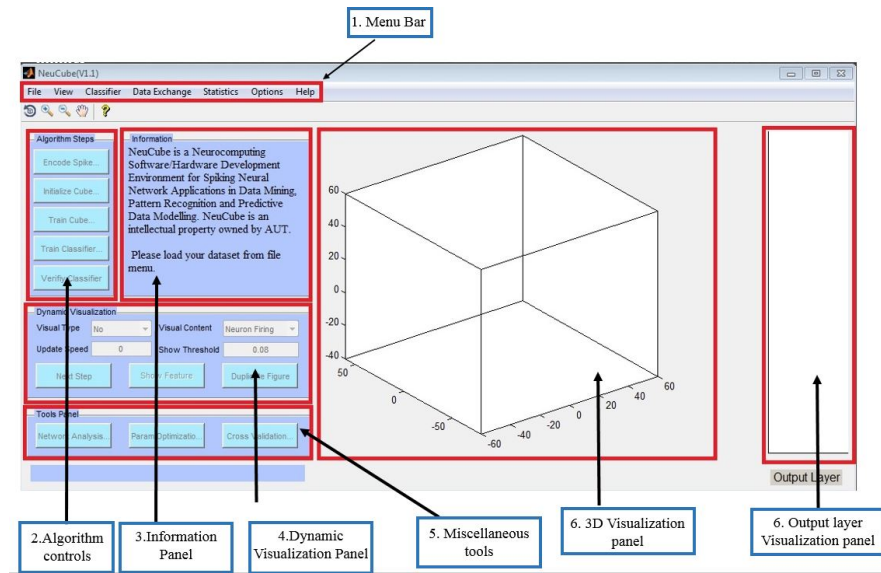 1. Menu Bar
NeuCube(V1.1)
File View Classifier Data Exchange Statistics Options Help
Algorithm Steps
Encode Spike...
Initialize Cube...
Train Cube...
Train Classifier...
Verifiy Classifier
Information
NeuCube is a Neurocomputing
Software/Hardware Development
Environment for Spiking Neural
Network Applications in Data Mining,
Pattern Recognition and Predictive
Data Modelling. NeuCube is an
intellectual property owned by AUT.
Please load your dataset from file
menu.
Dynamic Visualization
Visual Type No Visual Content Neuron Firing
Update Speed 0 Show Threshold 0.08
Next Step Show Feature Duplicate Figure
Tools Panel
Network Analysis... Param Optimizatio... Cross Validation...
60
40
20
0
-20
-40
50
0
-50
-60
-40
-20
0
20
40
60
Output Layer
2.Algorithm
controls
3.Information
Panel
4.Dynamic
Visualization Panel
5. Miscellaneous
tools
6. 3D Visualization
panel
6. Output layer
Visualization panel